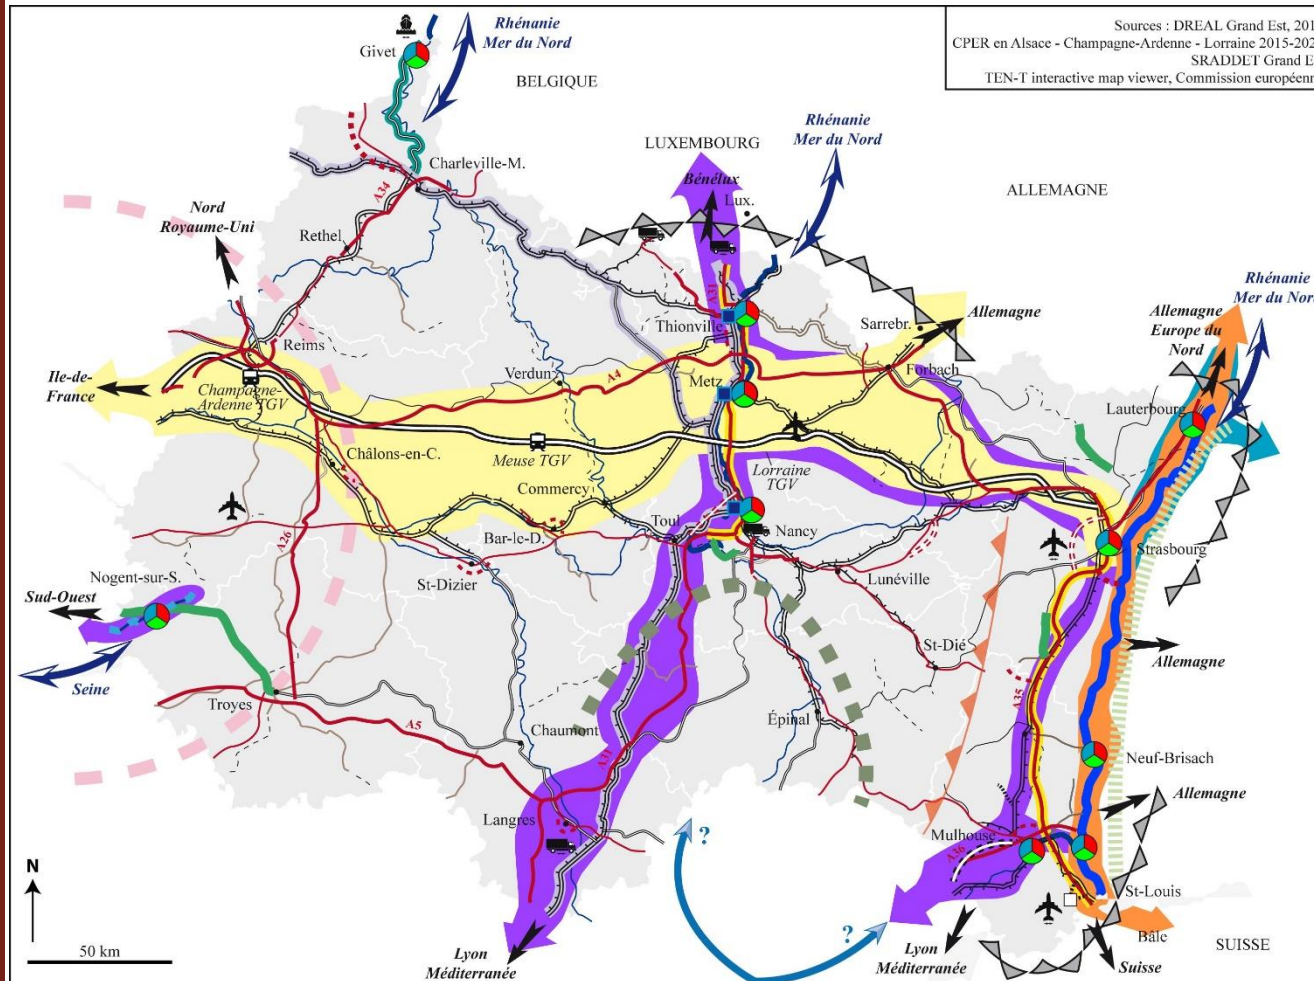 Sources : DREAL Grand Est, 201
CPER en Alsace - Champagne-Ardenne - Lorraine 2015-202
SRADDET Grand E
TEN-T interactive map viewer, Commission européenn
Rhénanie
Mer du Nord
Givet
BELGIQUE
Rhénanie
Mer du Nord
LUXEMBOURG
Bénélux
Lux.
ALLEMAGNE
Charleville-M.
A34
Nord
Royaume-Uni
Rethel
Rhénanie
Mer du Nord
Allemagne
Europe du
Nord
A31
Thionville
Sarrebr.
Allemagne
Reims
Ile-de-
France
Champagne-
Ardenne TGV
Verdun
A4
Metz
Forbach
Lauterbourg
Châlons-en-C.
Meuse TGV
Lorraine
TGV
Commercy
Toul
Nancy
Bar-le-D.
Strasbourg
A26
St-Dizier
Lunéville
Nogent-sur-S.
Sud-Ouest
Seine
St-Dié
Allemagne
A35
Troyes
A5
Chaumont
Épinal
A31
Neuf-Brisach
Allemagne
Langres
?
Mulhouse
A36
St-Louis
N
50 km
Lyon
Méditerranée
?
Lyon
Méditerranée
Bâle
Suisse
SUISSE